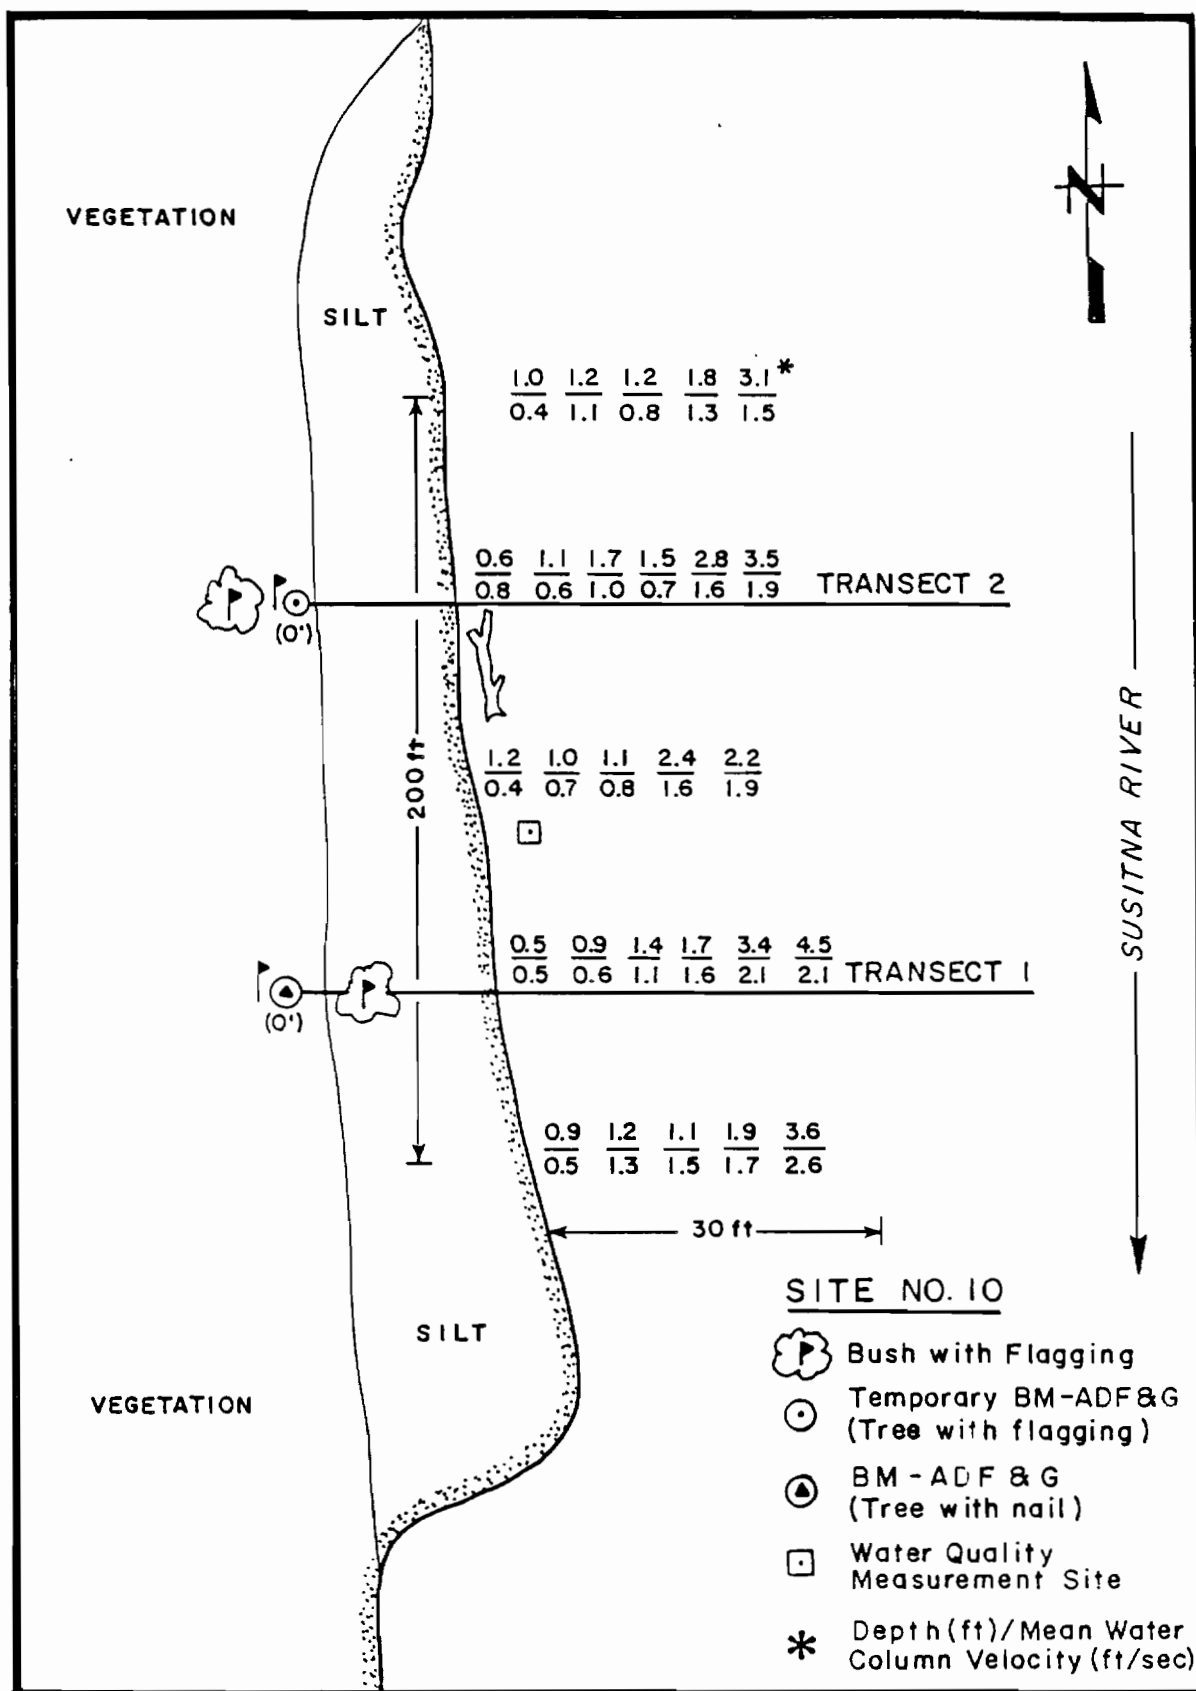 N
VEGETATION
SILT
1.0 1.2 1.2 1.8 3.1*
0.4 1.1 0.8 1.3 1.5
0.6 1.1 1.7 1.5 2.8 3.5
0.8 0.6 1.0 0.7 1.6 1.9
TRANSECT 2
(0')
200 ft
1.2 1.0 1.1 2.4 2.2
0.4 0.7 0.8 1.6 1.9
SUSITNA RIVER
0.5 0.9 1.4 1.7 3.4 4.5
0.5 0.6 1.1 1.6 2.1 2.1
TRANSECT 1
(0')
0.9 1.2 1.1 1.9 3.6
0.5 1.3 1.5 1.7 2.6
30 ft
SILT
VEGETATION
SITE NO. 10
Bush with Flagging
Temporary BM-ADF&G
(Tree with flagging)
BM-ADF & G
(Tree with nail)
Water Quality
Measurement Site
* Depth (ft)/Mean Water
Column Velocity (ft/sec)